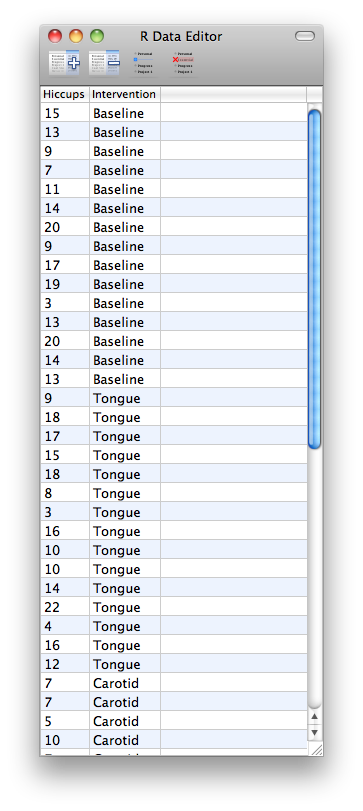 R Data Editor
Hiccups Intervention
15 Baseline
13 Baseline
9 Baseline
7 Baseline
11 Baseline
14 Baseline
20 Baseline
9 Baseline
17 Baseline
19 Baseline
3 Baseline
13 Baseline
20 Baseline
14 Baseline
13 Baseline
9 Tongue
18 Tongue
17 Tongue
15 Tongue
18 Tongue
8 Tongue
3 Tongue
16 Tongue
10 Tongue
10 Tongue
14 Tongue
22 Tongue
4 Tongue
16 Tongue
12 Tongue
7 Carotid
7 Carotid
5 Carotid
10 Carotid